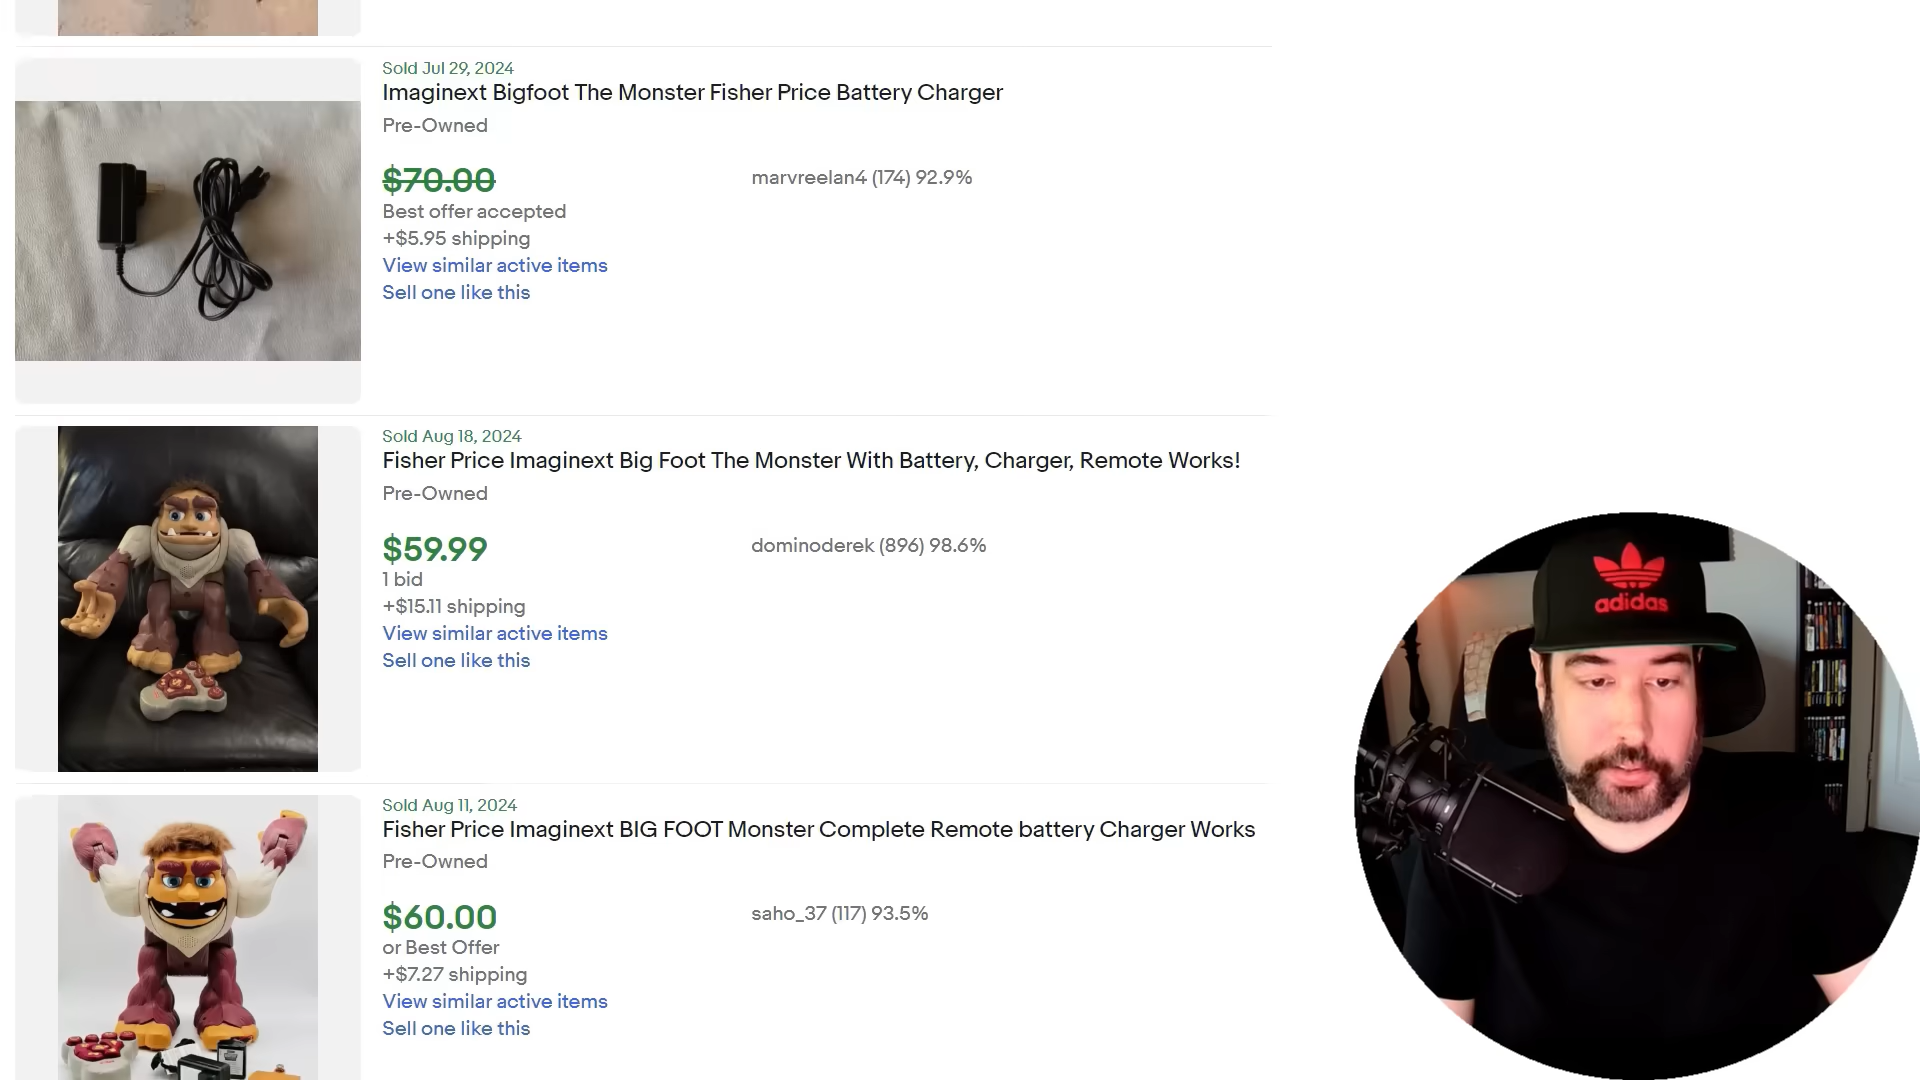 Sold Jul 29, 2024
Imaginext Bigfoot The Monster Fisher Price Battery Charger
Pre-Owned
$70.00
marvreelan4 (174) 92.9%
Best offer accepted
+$5.95 shipping
View similar active items
Sell one like this
Sold Aug 18, 2024
Fisher Price Imaginext Big Foot The Monster With Battery, Charger, Remote Works!
Pre-Owned
$59.99
dominoderek (896) 98.6%
1 bid
+$15.11 shipping
View similar active items
Sell one like this
adidas
Sold Aug 11, 2024
Fisher Price Imaginext BIG FOOT Monster Complete Remote battery Charger Works
Pre-Owned
$60.00
saho_37 (117) 93.5%
or Best Offer
+$7.27 shipping
View similar active items
Sell one like this